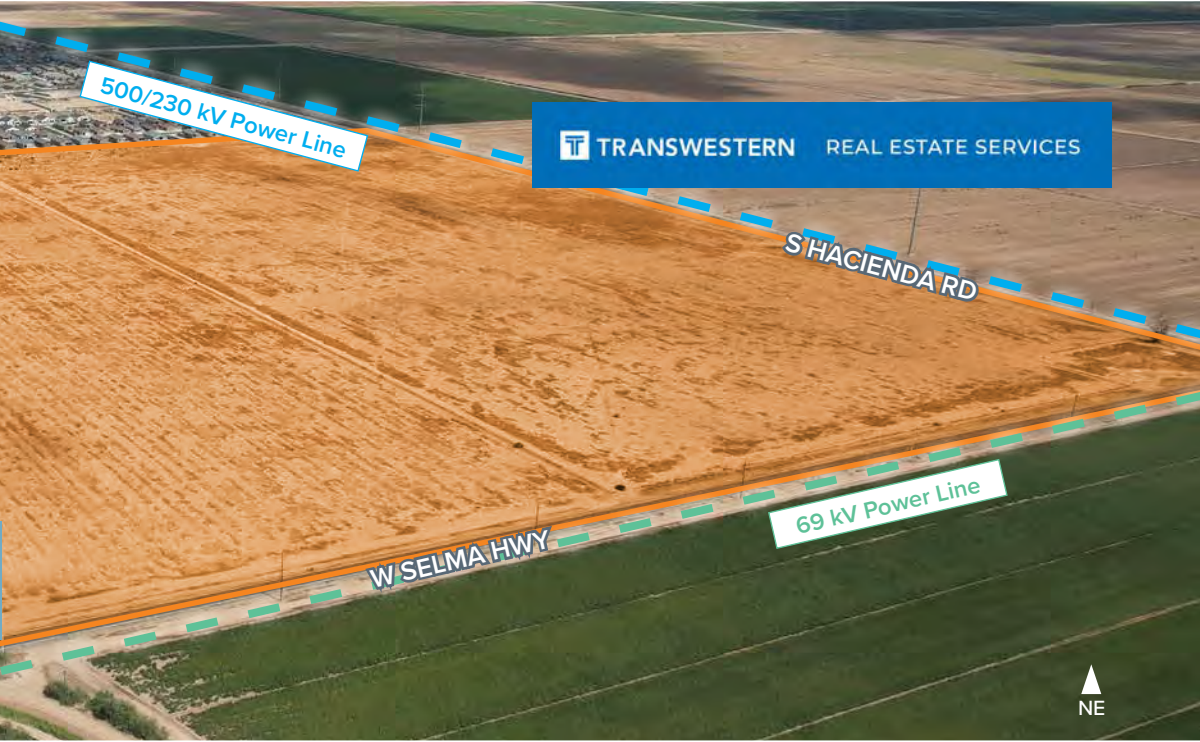 500/230 kV Power Line
TRANSWESTERN REAL ESTATE SERVICES
S HACIENDA RD
69 kV Power Line
W SELMA HWY
NE